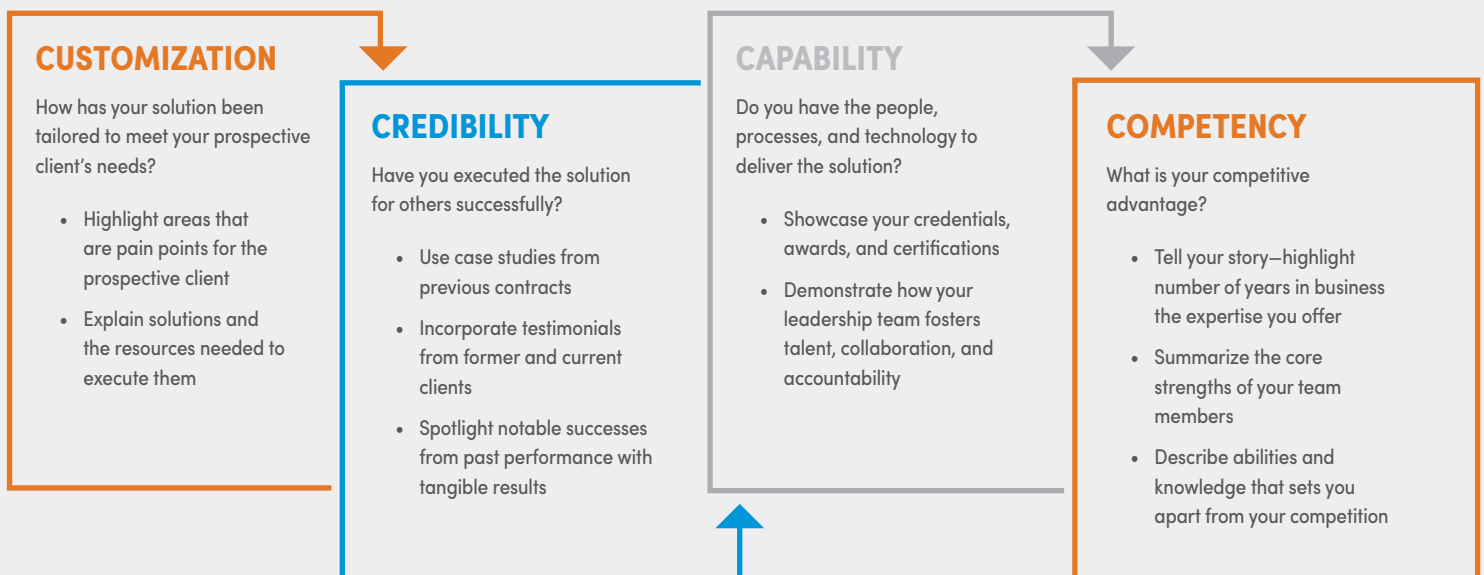 CUSTOMIZATION
How has your solution been
tailored to meet your prospective
client's needs?
• Highlight areas that
are pain points for the
prospective client
• Explain solutions and
the resources needed to
execute them
CREDIBILITY
Have you executed the solution
for others successfully?
• Use case studies from
previous contracts
• Incorporate testimonials
from former and current
clients
• Spotlight notable successes
from past performance with
tangible results
CAPABILITY
Do you have the people,
processes, and technology to
deliver the solution?
• Showcase your credentials,
awards, and certifications
• Demonstrate how your
leadership team fosters
talent, collaboration, and
accountability
COMPETENCY
What is your competitive
advantage?
• Tell your story—highlight
number of years in business
the expertise you offer
• Summarize the core
strengths of your team
members
• Describe abilities and
knowledge that sets you
apart from your competition